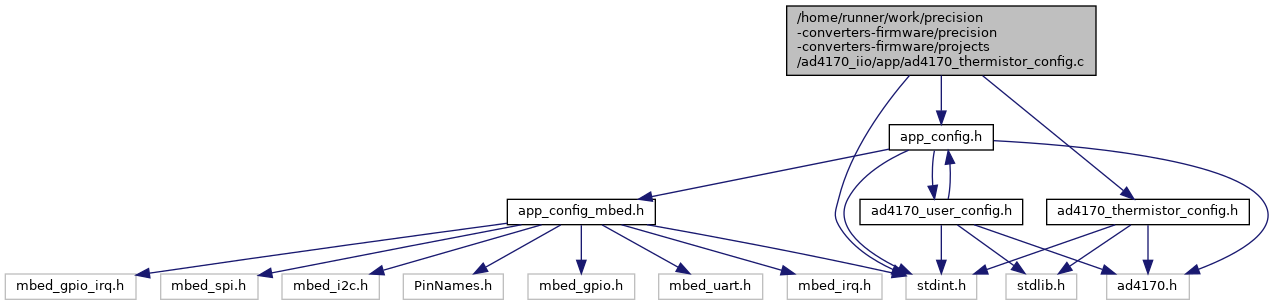 /home/runner/work/precision
-converters-firmware/precision
-converters-firmware/projects
/ad4170_iio/app/ad4170_thermistor_config.c
app_config.h
app_config_mbed.h
ad4170_user_config.h
ad4170_thermistor_config.h
mbed_gpio_irq.h
mbed_spi.h
mbed_i2c.h
PinNames.h
mbed_gpio.h
mbed_uart.h
mbed_irq.h
stdint.h
stdlib.h
ad4170.h